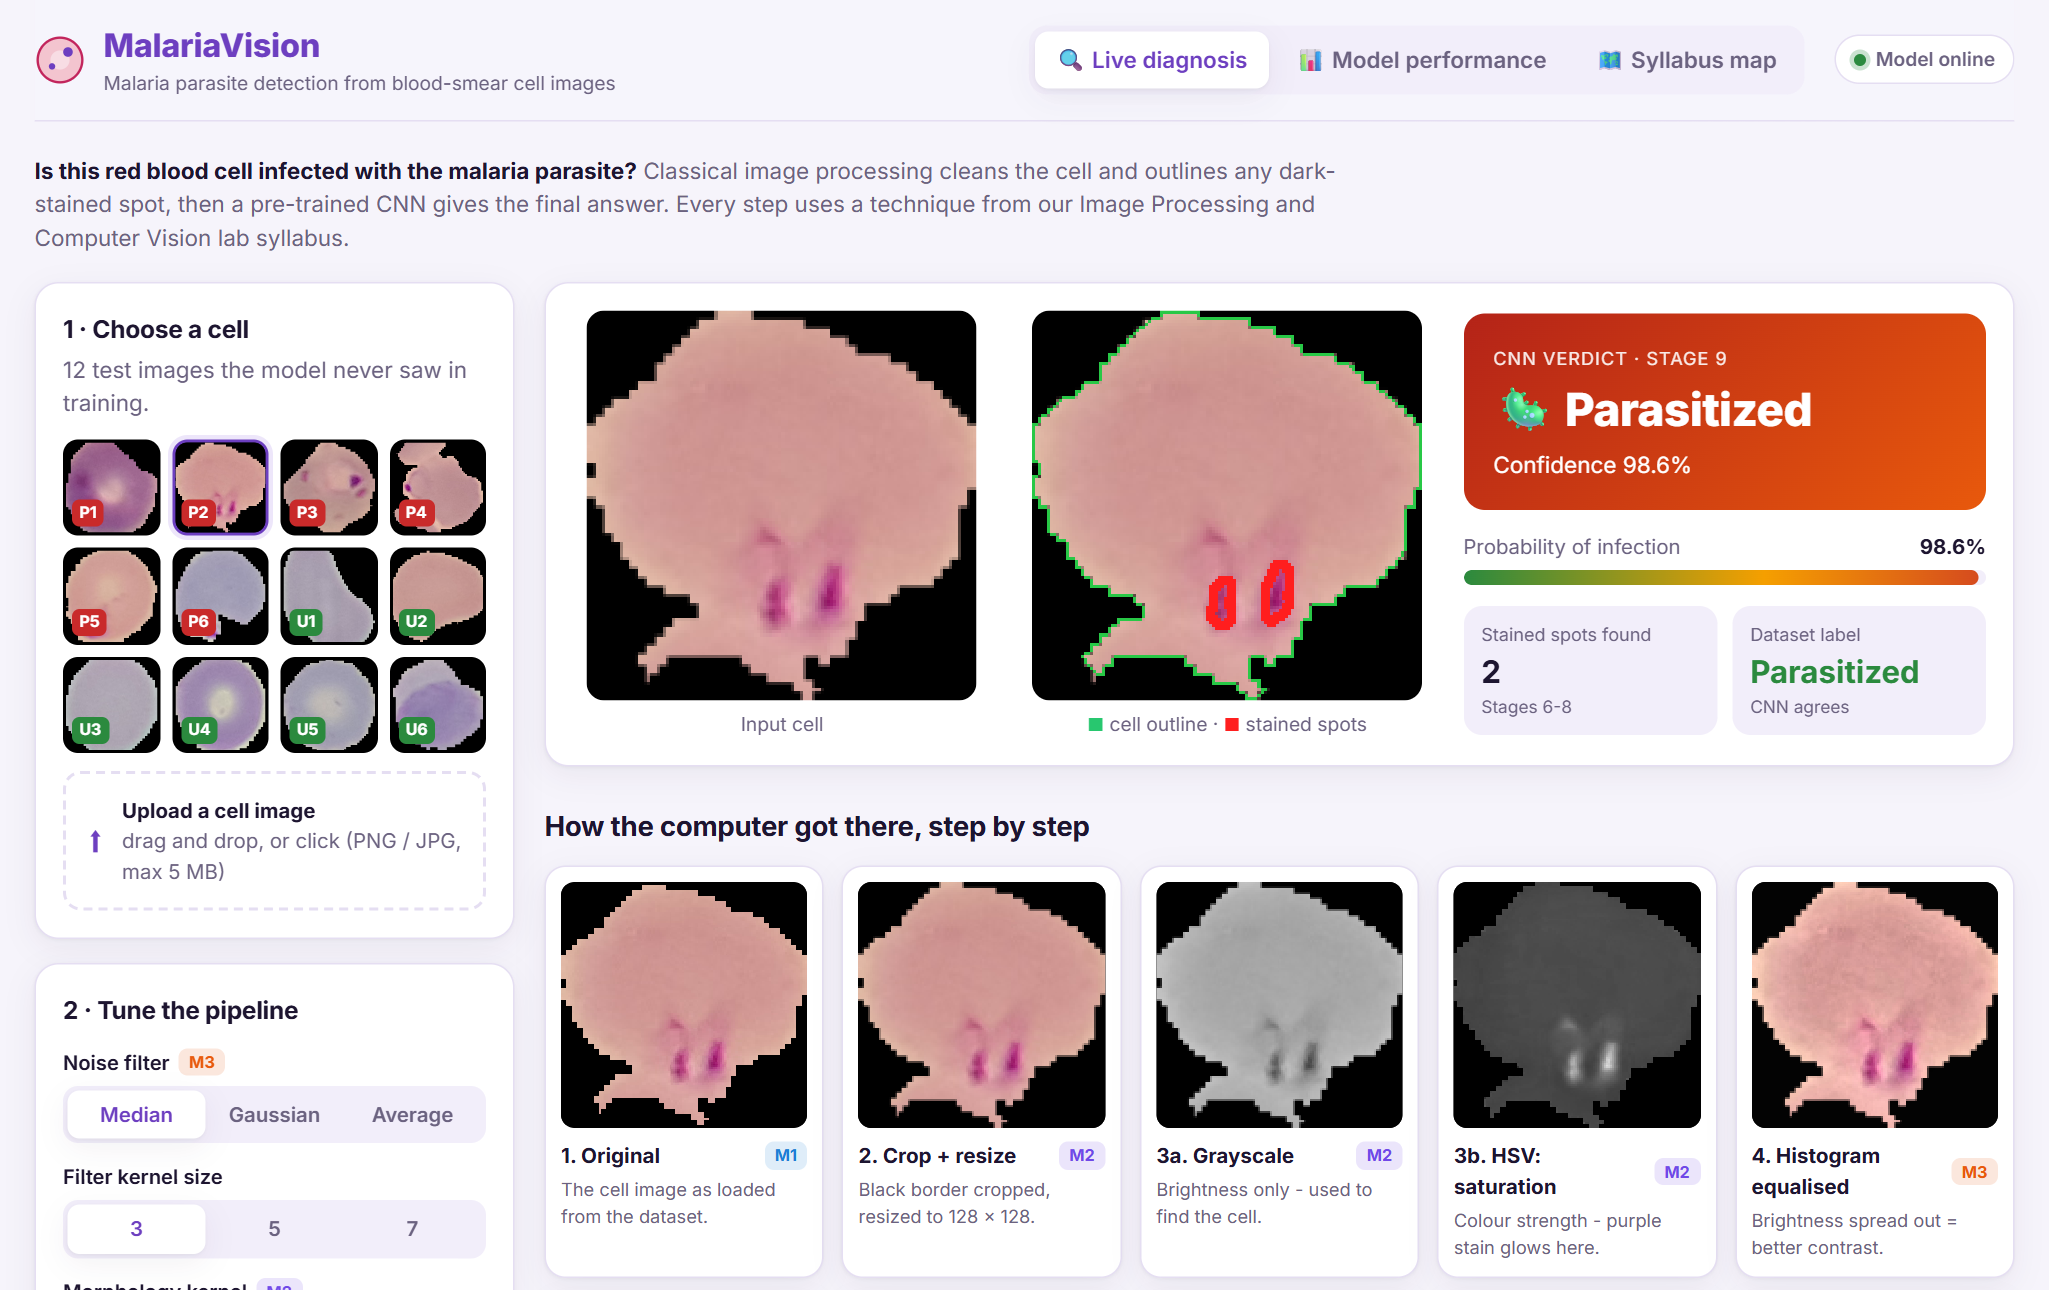 MalariaVision
Malaria parasite detection from blood-smear cell images
Live diagnosis
Model performance
Syllabus map
Model online
Is this red blood cell infected with the malaria parasite? Classical image processing cleans the cell and outlines any dark-
stained spot, then a pre-trained CNN gives the final answer. Every step uses a technique from our Image Processing and
Computer Vision lab syllabus.
1 · Choose a cell
12 test images the model never saw in
training.
P1
P2
P3
P4
P5
P6
U1
U2
U3
U4
U5
U6
Upload a cell image
drag and drop, or click (PNG / JPG,
max 5 MB)
2 · Tune the pipeline
Noise filter M3
Median Gaussian Average
Filter kernel size
3 5 7
Morphology kernel M2
Input cell
cell outline · stained spots
CNN VERDICT · STAGE 9
Parasitized
Confidence 98.6%
Probability of infection 98.6%
Stained spots found
2
Stages 6-8
Dataset label
Parasitized
CNN agrees
How the computer got there, step by step
1. Original M1
The cell image as loaded
from the dataset.
2. Crop + resize M2
Black border cropped,
resized to 128 × 128.
3a. Grayscale M2
Brightness only - used to
find the cell.
3b. HSV:
saturation M2
Colour strength - purple
stain glows here.
4. Histogram
equalised M3
Brightness spread out =
better contrast.